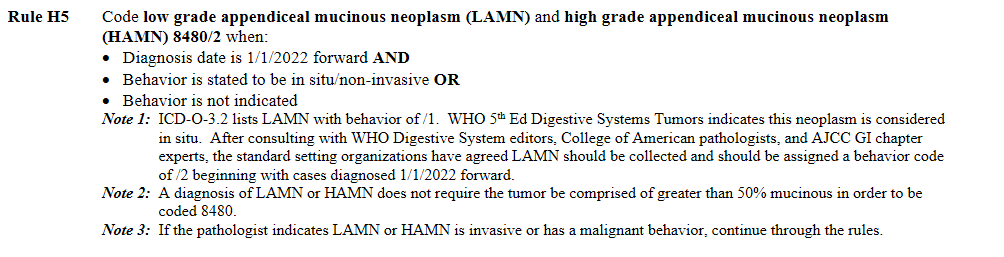 Rule H5 Code low grade appendiceal mucinous neoplasm (LAMN) and high grade appendiceal mucinous neoplasm
(HAMN) 8480/2 when:
• Diagnosis date is 1/1/2022 forward AND
• Behavior is stated to be in situ/non-invasive OR
• Behavior is not indicated
Note 1: ICD-O-3.2 lists LAMN with behavior of /1. WHO 5th Ed Digestive Systems Tumors indicates this neoplasm is considered
in situ. After consulting with WHO Digestive System editors, College of American pathologists, and AJCC GI chapter
experts, the standard setting organizations have agreed LAMN should be collected and should be assigned a behavior code
of /2 beginning with cases diagnosed 1/1/2022 forward.
Note 2: A diagnosis of LAMN or HAMN does not require the tumor be comprised of greater than 50% mucinous in order to be
coded 8480.
Note 3: If the pathologist indicates LAMN or HAMN is invasive or has a malignant behavior, continue through the rules.